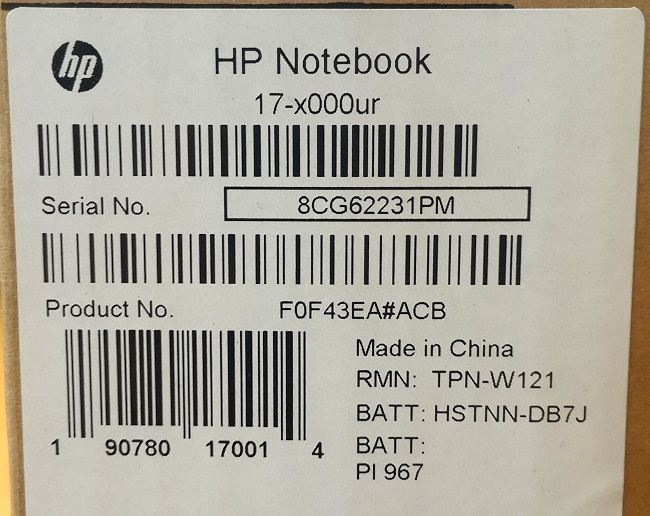 hp
HP Notebook
17-x000ur
Serial No. 8CG62231PM
Product No. F0F43EA#ACB
Made in China
RMN: TPN-W121
BATT: HSTNN-DB7J
BATT:
PI 967
1 90780 17001 4